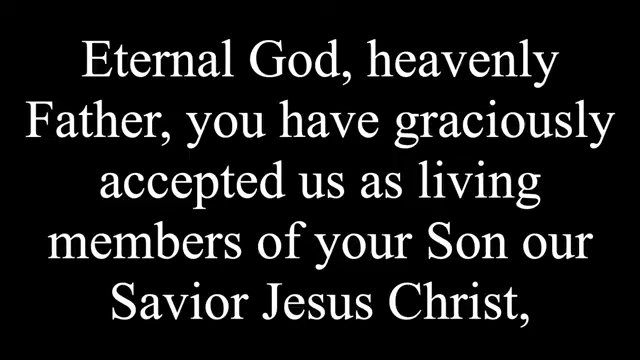 Eternal God, heavenly
Father, you have graciously
accepted us as living
members of your Son our
Savior Jesus Christ,